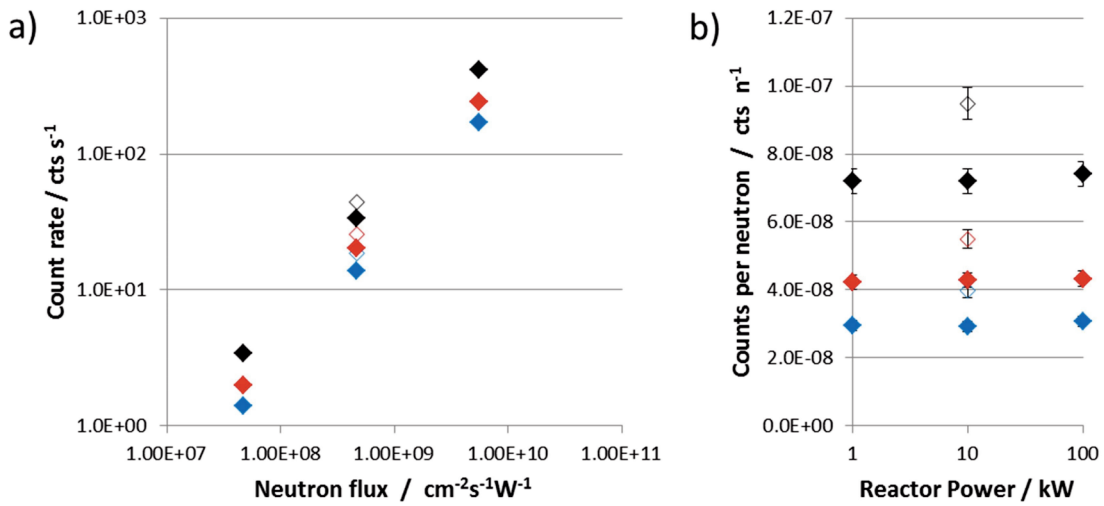 a)
1.0E+03
1.0E+02
1.0E+01
1.0E+00
Count rate / cts s-1
1.00E+07 1.00E+08 1.00E+09 1.00E+10 1.00E+11
Neutron flux / cm-2s-1W-1
b)
1.2E-07
1.0E-07
8.0E-08
6.0E-08
4.0E-08
2.0E-08
0.0E+00
Counts per neutron / cts n-1
1 10 100
Reactor Power / kW